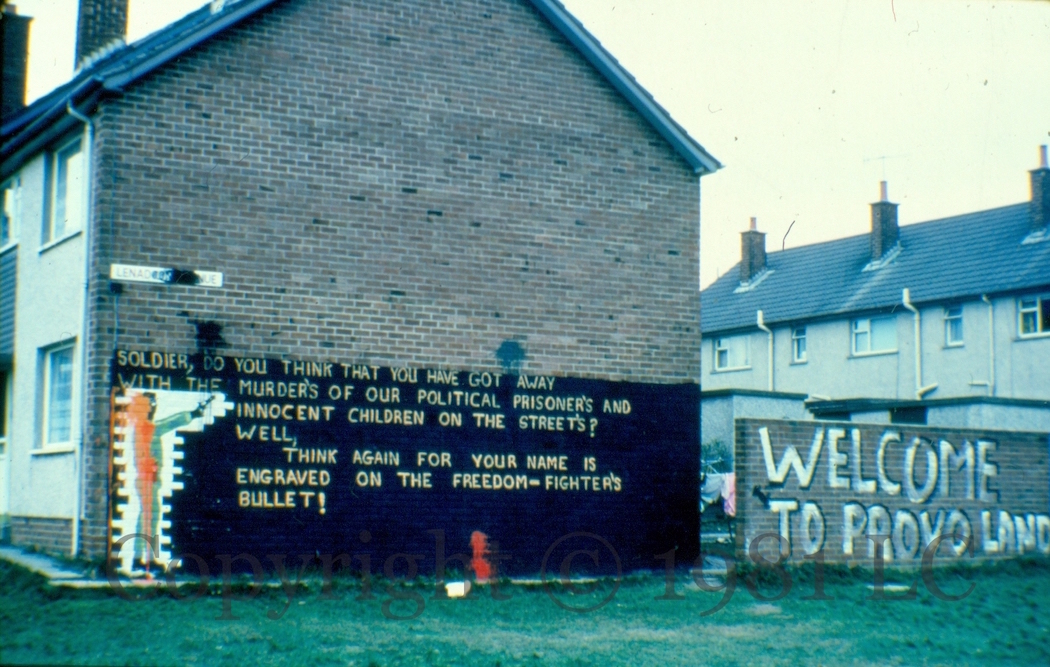 SOLDIER, DO YOU THINK THAT YOU HAVE GOT AWAY
WITH THE MURDER'S OF OUR POLITICAL PRISONER'S AND
INNOCENT CHILDREN ON THE STREETS?
WELL,
THINK AGAIN FOR YOUR NAME IS
ENGRAVED ON THE FREEDOM-FIGHTER'S
BULLET!
WELCOME
TO PROVO LAND
Copyright © 1981 LC